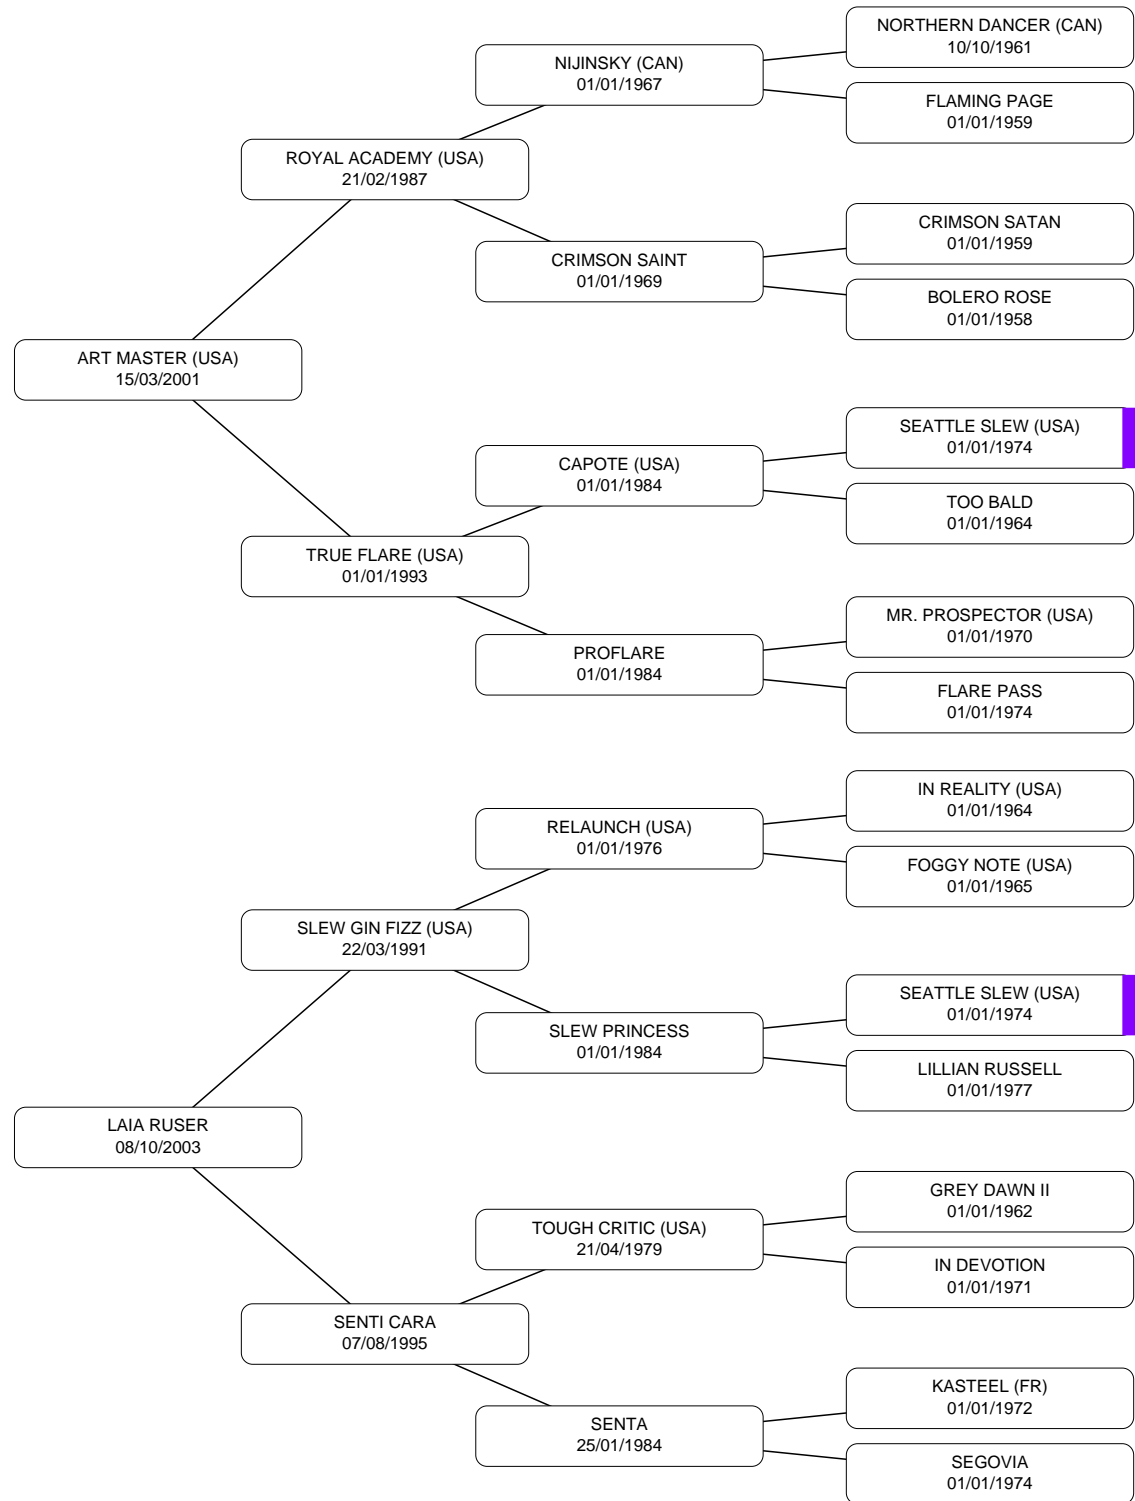 NORTHERN DANCER (CAN)
10/10/1961
NIJINSKY (CAN)
01/01/1967
FLAMING PAGE
01/01/1959
ROYAL ACADEMY (USA)
21/02/1987
CRIMSON SATAN
01/01/1959
CRIMSON SAINT
01/01/1969
BOLERO ROSE
01/01/1958
ART MASTER (USA)
15/03/2001
SEATTLE SLEW (USA)
01/01/1974
CAPOTE (USA)
01/01/1984
TOO BALD
01/01/1964
TRUE FLARE (USA)
01/01/1993
MR. PROSPECTOR (USA)
01/01/1970
PROFLARE
01/01/1984
FLARE PASS
01/01/1974
IN REALITY (USA)
01/01/1964
RELAUNCH (USA)
01/01/1976
FOGGY NOTE (USA)
01/01/1965
SLEW GIN FIZZ (USA)
22/03/1991
SEATTLE SLEW (USA)
01/01/1974
SLEW PRINCESS
01/01/1984
LILLIAN RUSSELL
01/01/1977
LAIA RUSER
08/10/2003
GREY DAWN II
01/01/1962
TOUGH CRITIC (USA)
21/04/1979
IN DEVOTION
01/01/1971
SENTI CARA
07/08/1995
KASTEEL (FR)
01/01/1972
SENTA
25/01/1984
SEGOVIA
01/01/1974